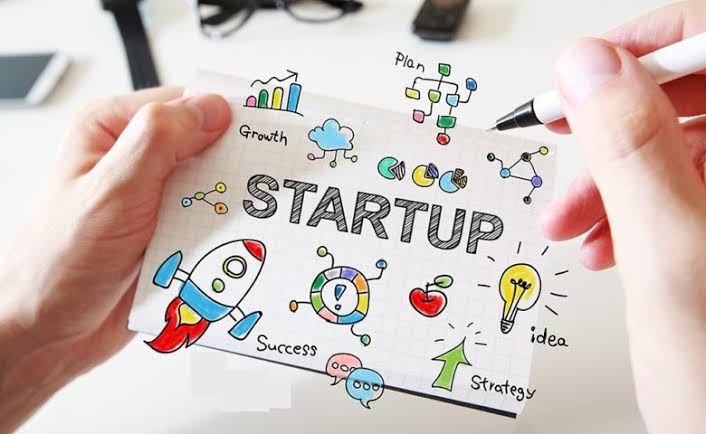 Plan
Growth
STARTUP
idea
Success
Strategy